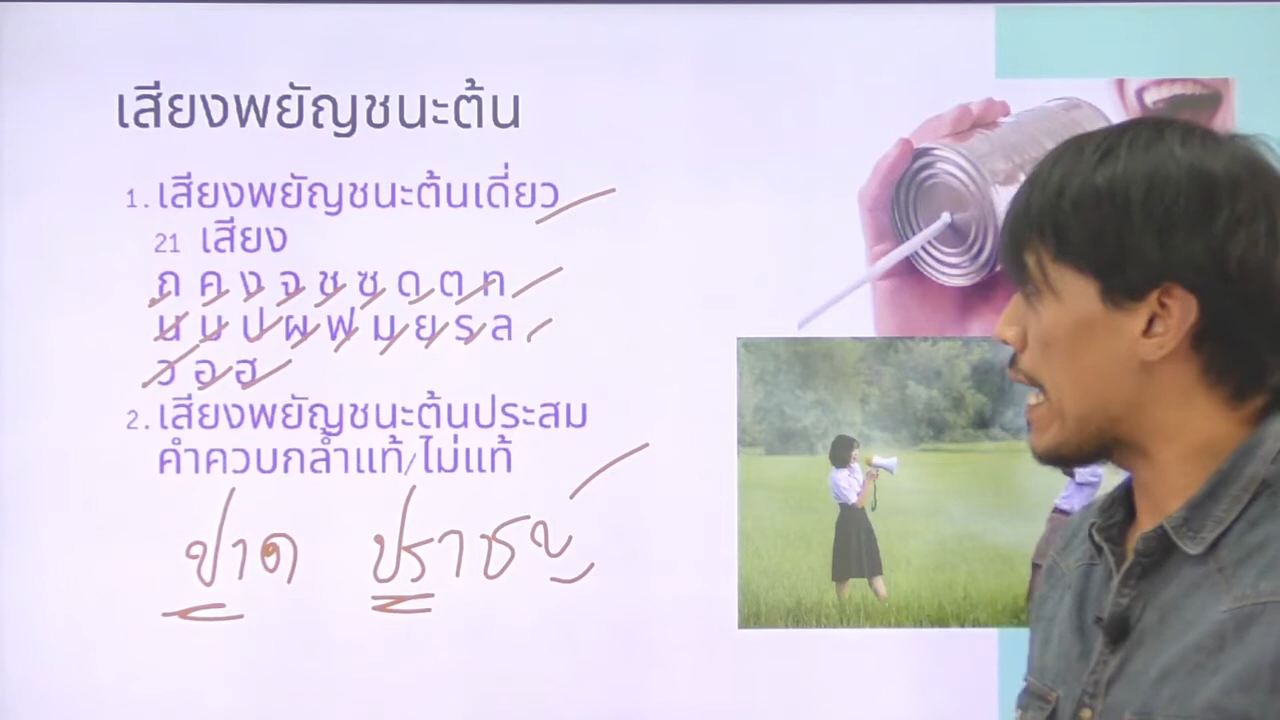 เสียงพยัญชนะต้น
1. เสียงพยัญชนะต้นเดี่ยว
21 เสียง
ก ค ง จ ช ซ ด ต ท
น บ ป ผ ฟ ม ย ร ล
ว อ ฮ
2. เสียงพยัญชนะต้นประสม
คำควบกล้ำแท้/ไม่แท้
ปาด ปราชญ